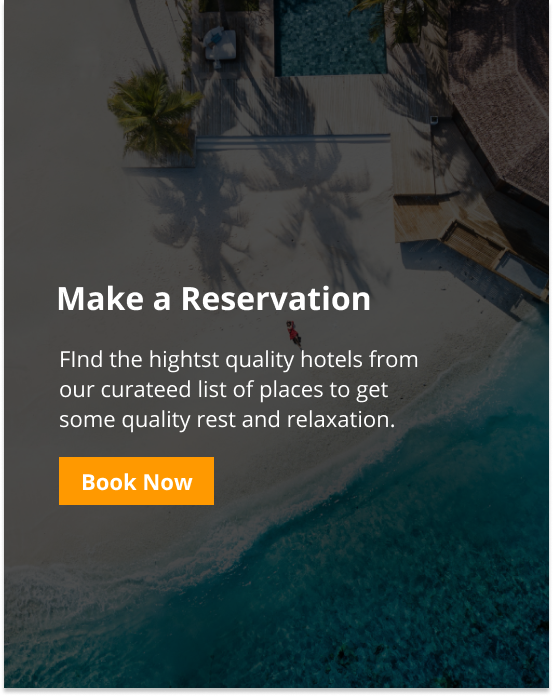 Make a Reservation
FInd the hightst quality hotels from
our curateed list of places to get
some quality rest and relaxation.
Book Now